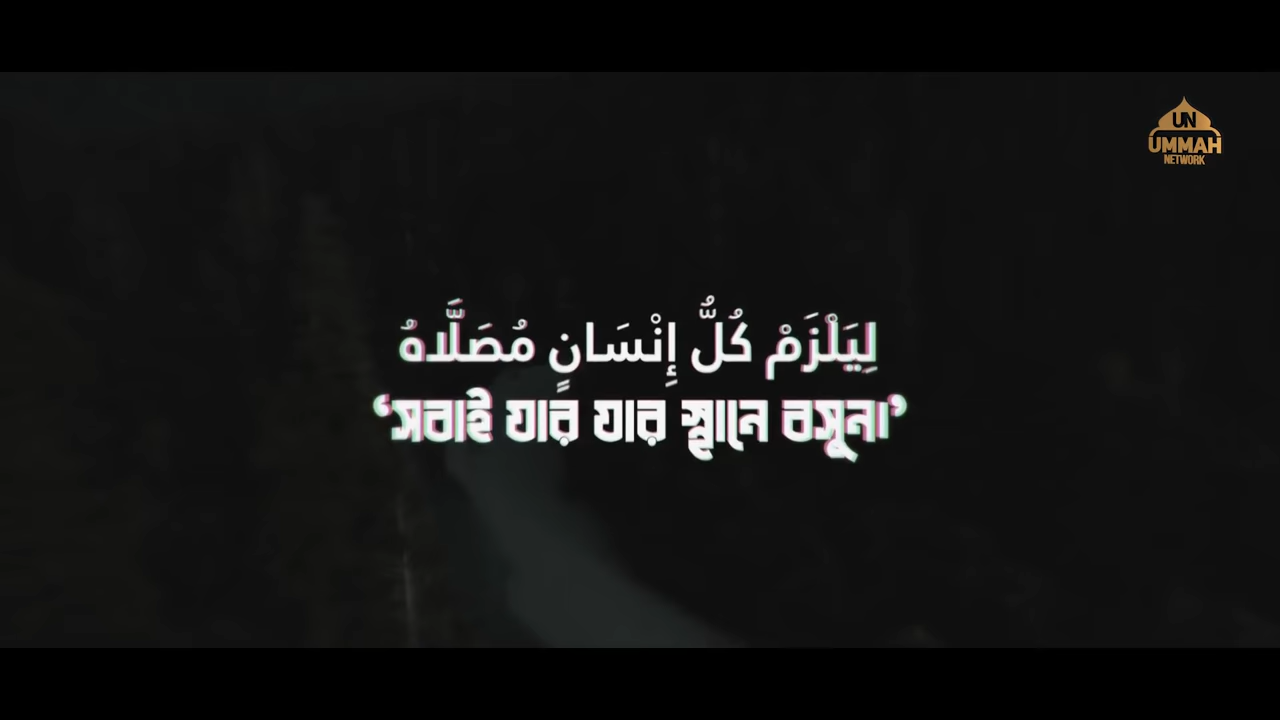 UN
UMMAH
NETWORK
لِيَلْزَمْ كُلُّ إِنْسَانٍ مُصَلَّاهُ
‘সবাই যার যার স্থানে বসুন।’